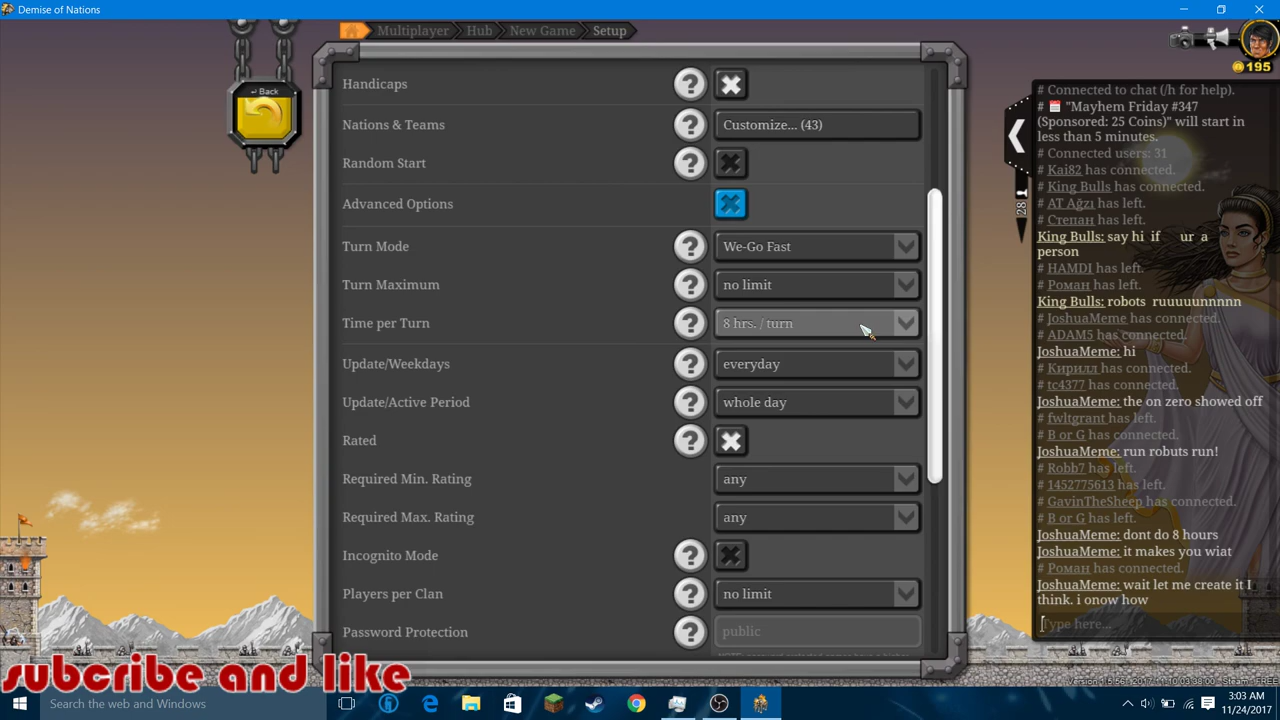 Demise of Nations
Multiplayer
Hub
New Game
Setup
↵ Back
195
Handicaps
?
Nations & Teams
?
Customize... (43)
Random Start
?
Advanced Options
Turn Mode
?
We-Go Fast
Turn Maximum
?
no limit
Time per Turn
?
8 hrs. / turn
Update/Weekdays
?
everyday
Update/Active Period
?
whole day
Rated
?
Required Min. Rating
any
Required Max. Rating
any
Incognito Mode
?
Players per Clan
?
no limit
Password Protection
?
public
28
# Connected to chat (/h for help).
# "Mayhem Friday #347
(Sponsored: 25 Coins)" will start in
less than 5 minutes.
# Connected users: 31
# Kai82 has connected.
# King Bulls has connected.
# AT Ağzı has left.
# Степан has left.
King Bulls: say hi if ur a
person
# HAMDI has left.
# Роман has left.
King Bulls: robots ruuuuunnnnn
# JoshuaMeme has connected.
# ADAM5 has connected.
JoshuaMeme: hi
# Кирилл has connected.
# tc4377 has connected.
JoshuaMeme: the on zero showed off
# fwltgrant has left.
# B or G has connected.
JoshuaMeme: run robuts run!
# Robb7 has left.
# 1452775613 has left.
# GavinTheSheep has connected.
# B or G has left.
JoshuaMeme: dont do 8 hours
JoshuaMeme: it makes you wiat
# Роман has connected.
JoshuaMeme: wait let me create it I
think. i onow how
Type here...
subcribe and like
Search the web and Windows
3:03 AM
11/24/2017